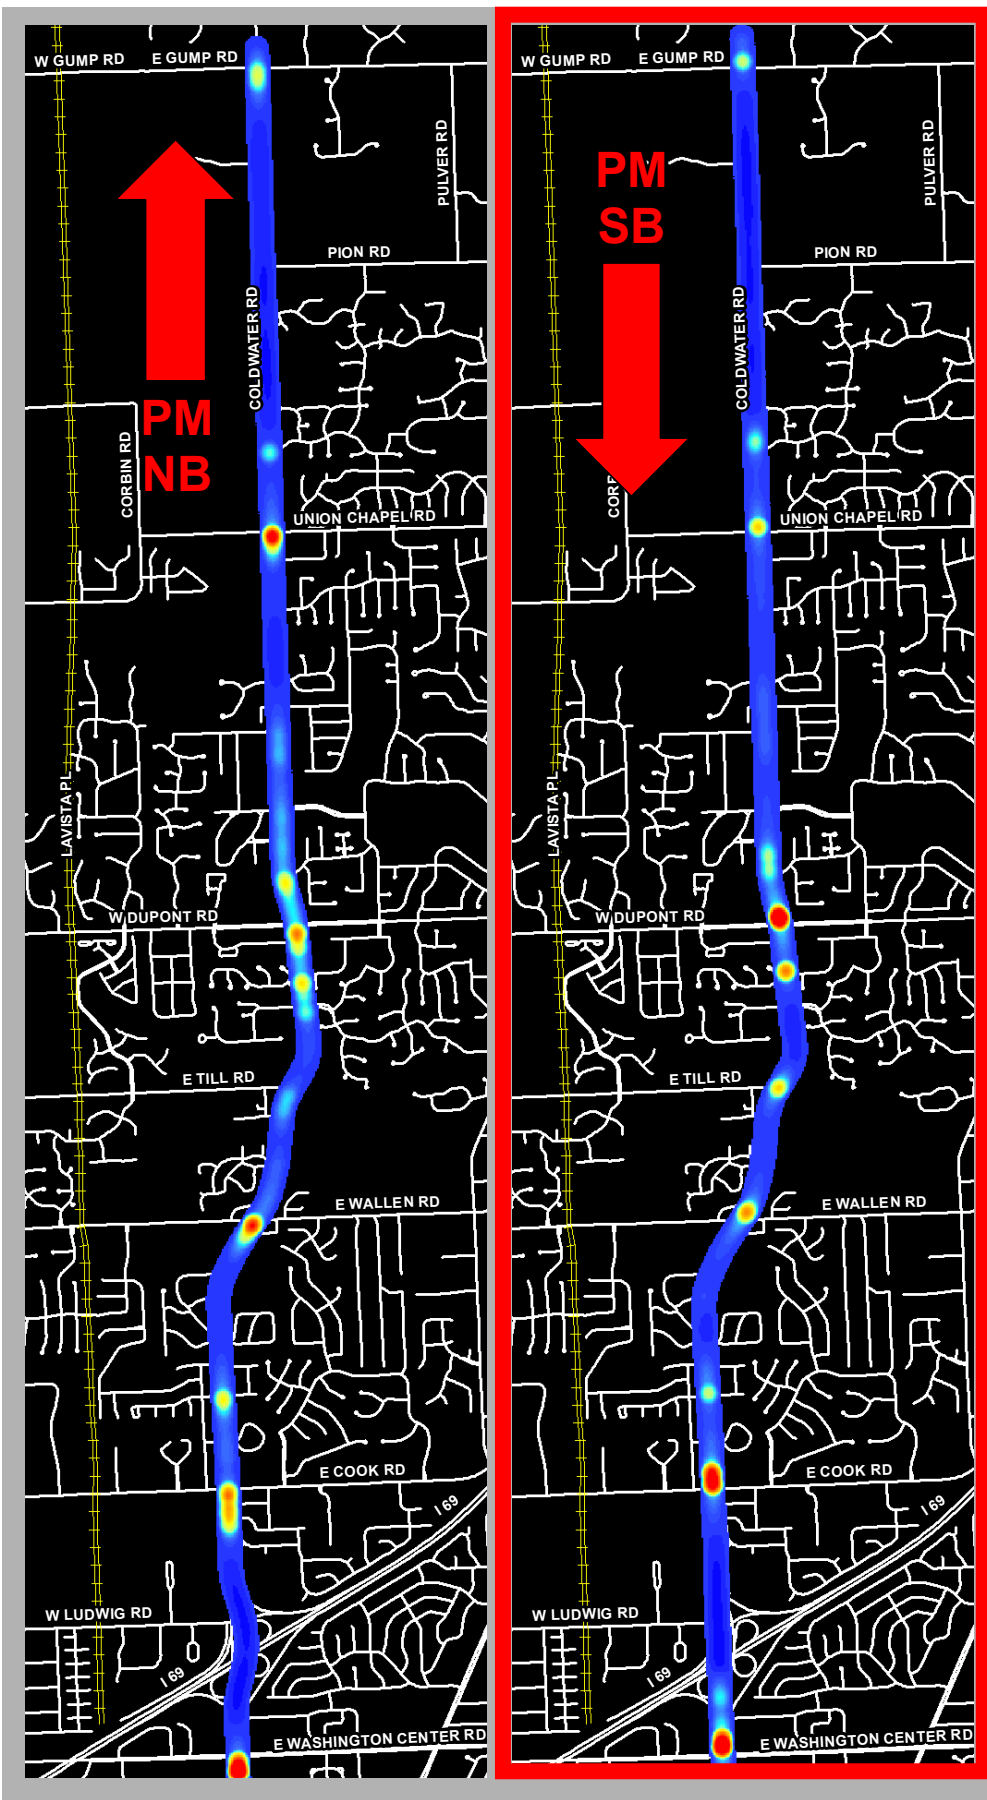 W GUMP RD
E GUMP RD
PULVER RD
PION RD
COLDWATER RD
PM
NB
CORBIN RD
UNION CHAPEL RD
LAVISTA PL
W DUPONT RD
E TILL RD
E WALLEN RD
E COOK RD
I 69
W LUDWIG RD
I 69
E WASHINGTON CENTER RD
W GUMP RD
E GUMP RD
PM
SB
PULVER RD
PION RD
COLDWATER RD
UNION CHAPEL RD
LAVISTA PL
W DUPONT RD
E TILL RD
E WALLEN RD
E COOK RD
I 69
W LUDWIG RD
I 69
E WASHINGTON CENTER RD